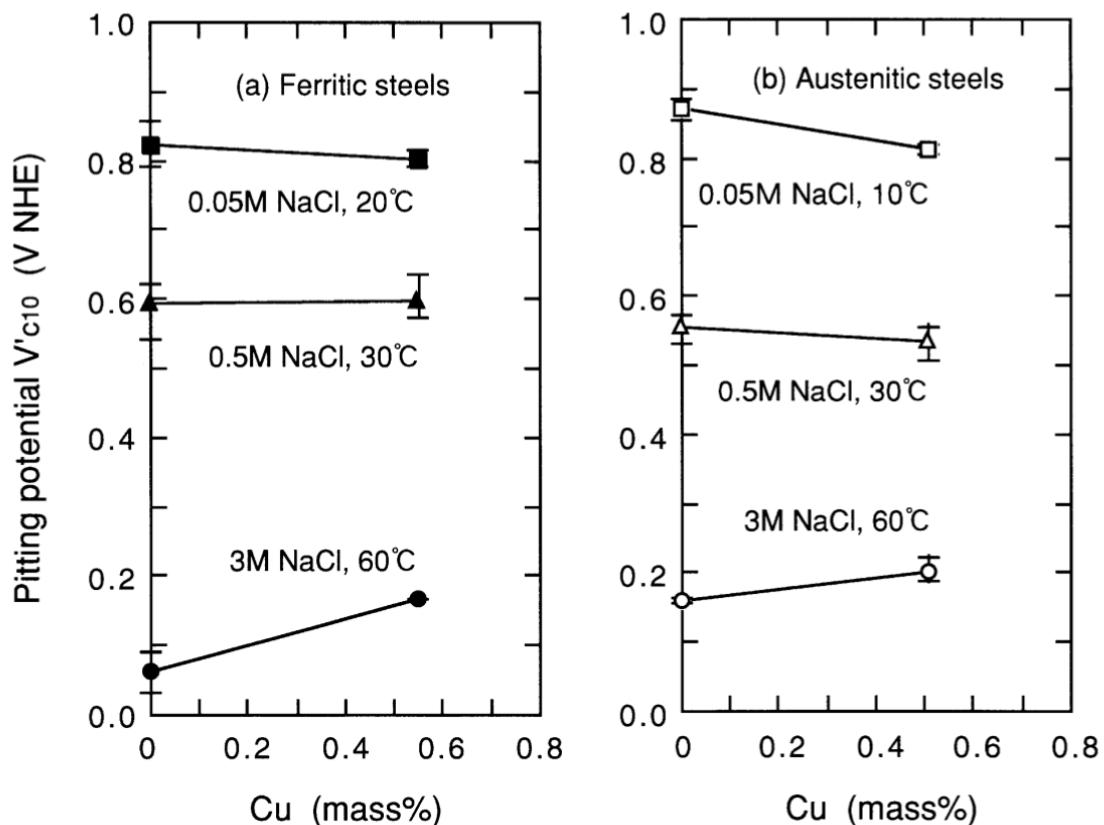 Pitting potential V'c10 (V NHE)
1.0
0.8
0.6
0.4
0.2
0.0
(a) Ferritic steels
0.05M NaCl, 20℃
0.5M NaCl, 30℃
3M NaCl, 60℃
0 0.2 0.4 0.6 0.8
Cu (mass%)
1.0
0.8
0.6
0.4
0.2
0.0
(b) Austenitic steels
0.05M NaCl, 10℃
0.5M NaCl, 30℃
3M NaCl, 60℃
0 0.2 0.4 0.6 0.8
Cu (mass%)